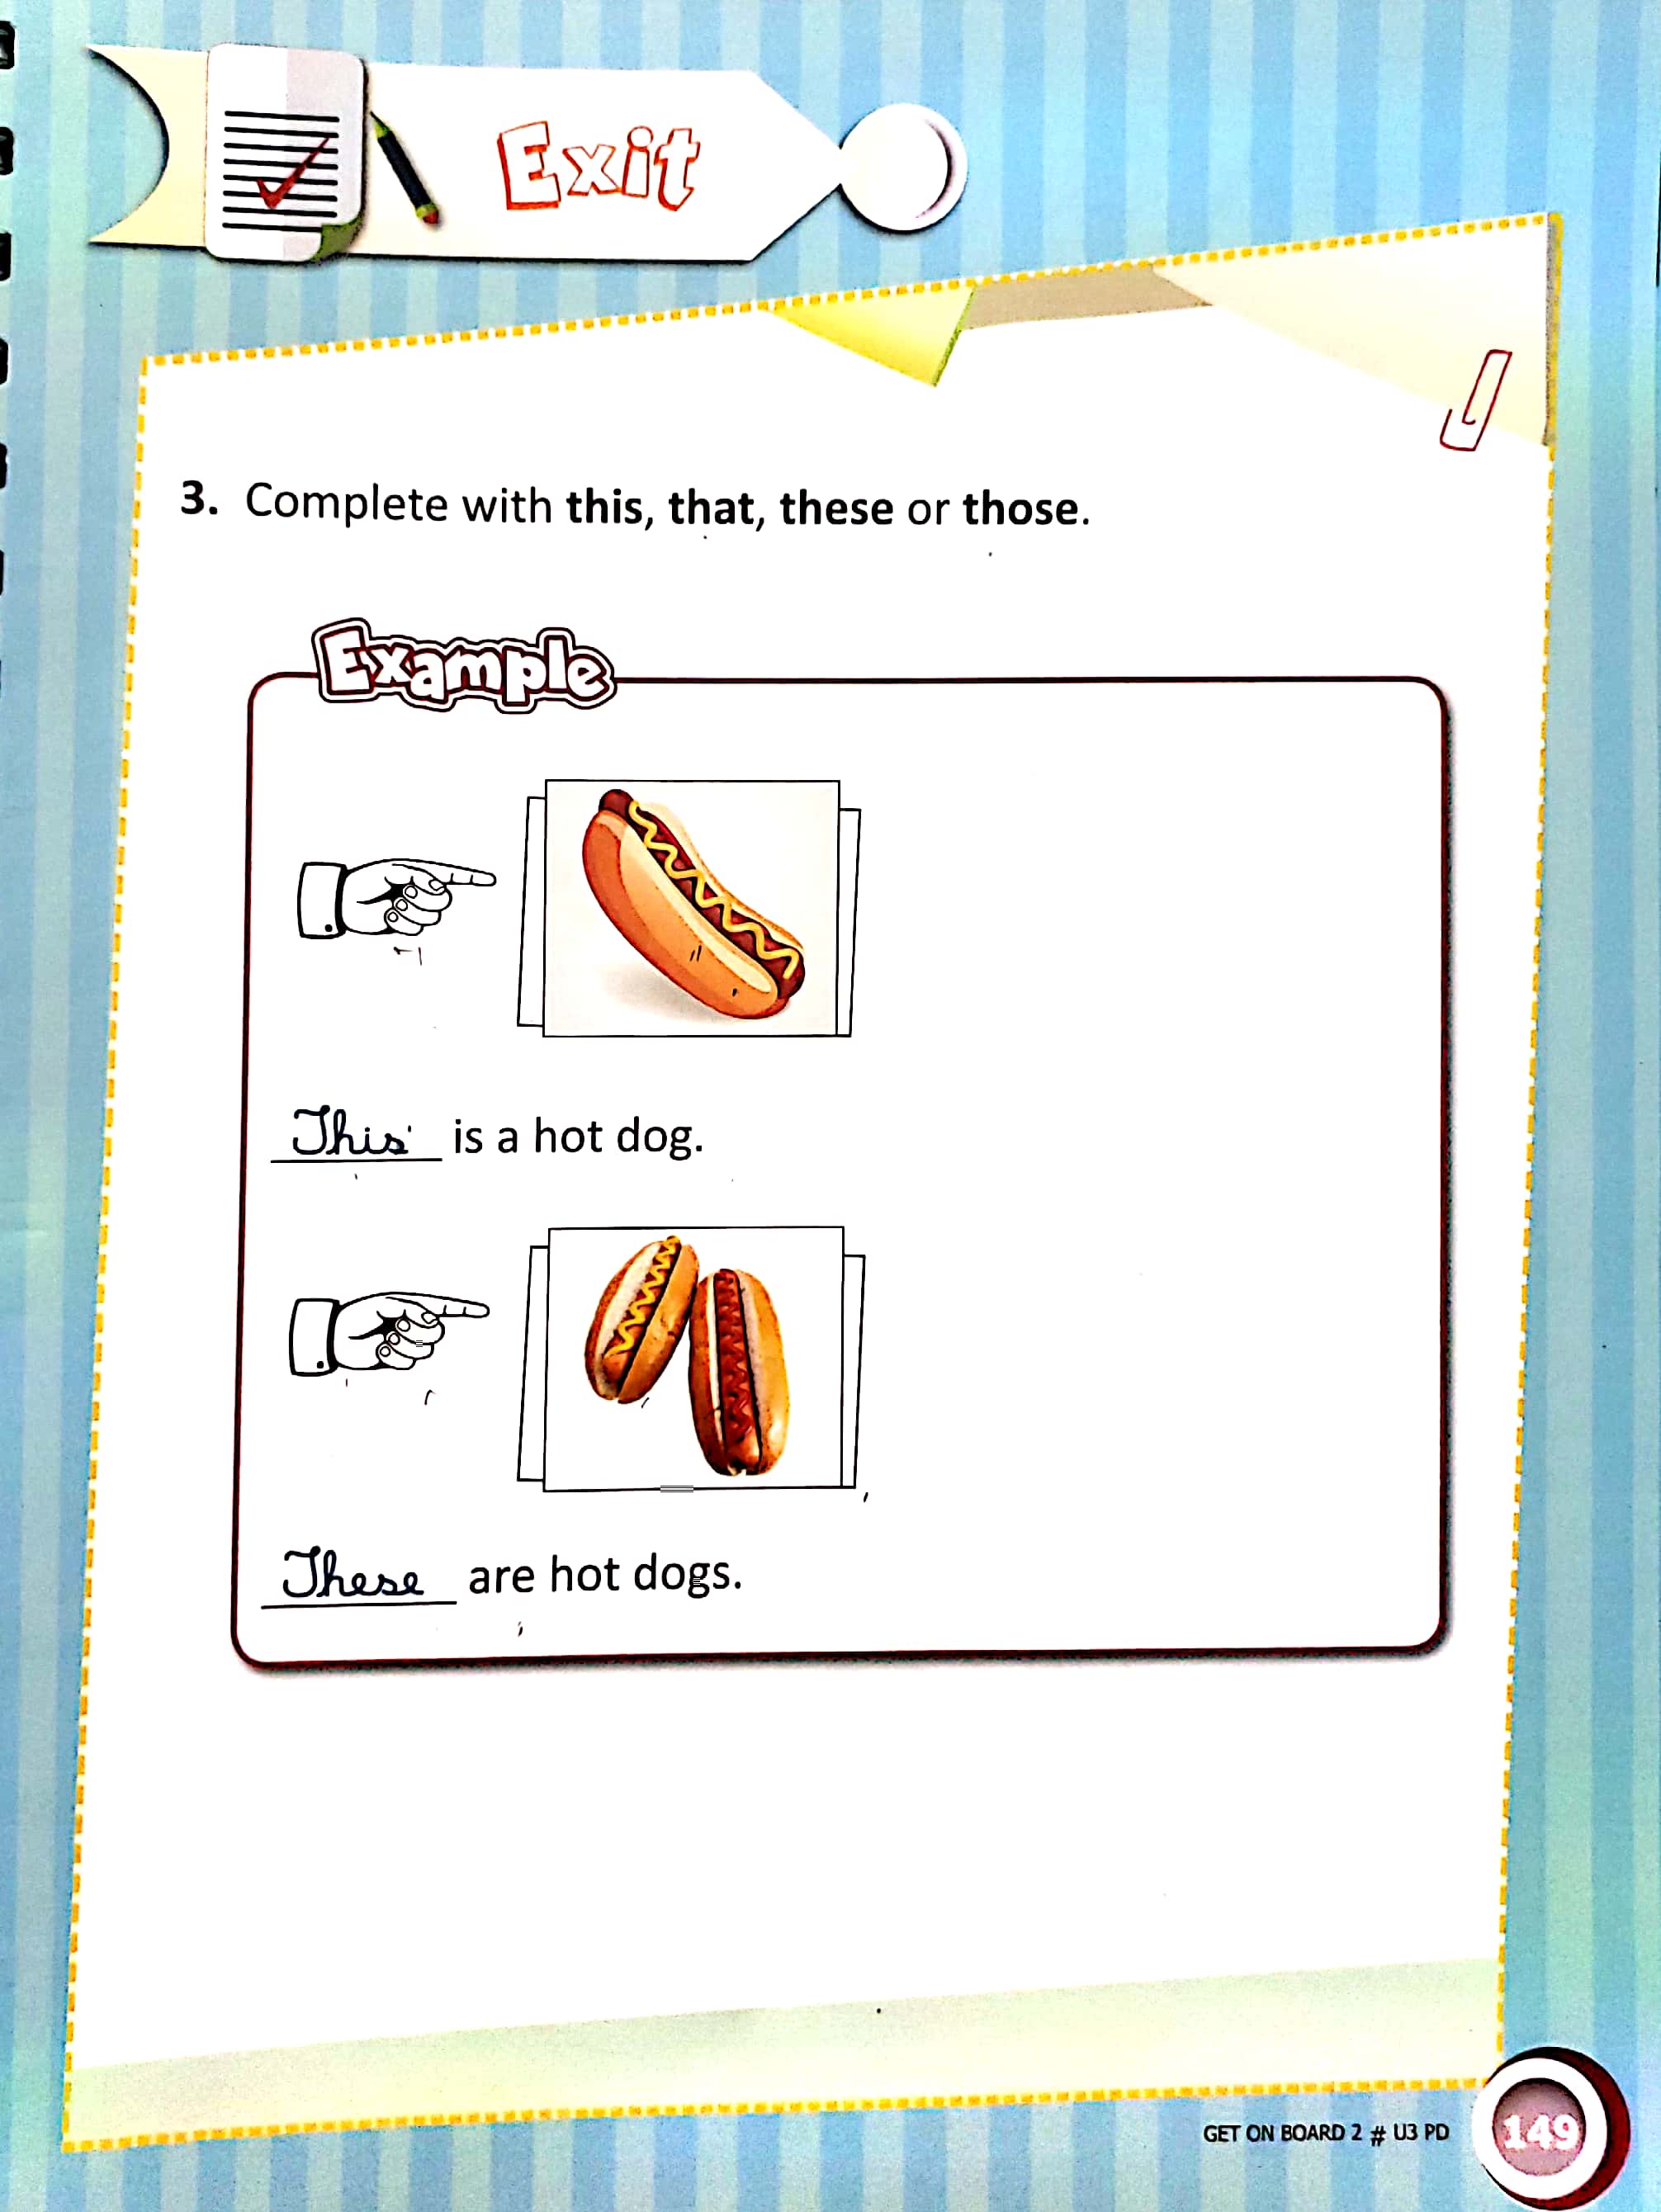 Exit
3. Complete with this, that, these or those.
Example
This is a hot dog.
These are hot dogs.
GET ON BOARD 2 # U3 PD
149